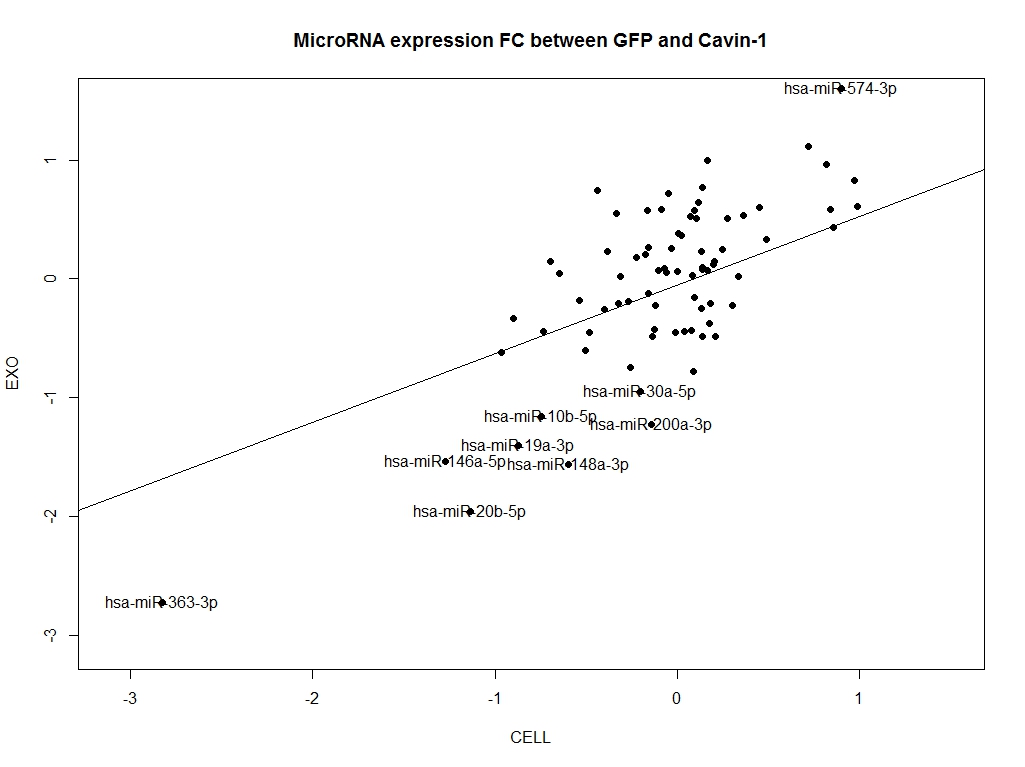 MicroRNA expression FC between GFP and Cavin-1
hsa-miR-574-3p
1
0
-1
-2
-3
EXO
hsa-miR-30a-5p
hsa-miR-10b-5p
hsa-miR-200a-3p
hsa-miR-19a-3p
hsa-miR-146a-5p
hsa-miR-148a-3p
hsa-miR-20b-5p
hsa-miR-363-3p
-3
-2
-1
0
1
CELL